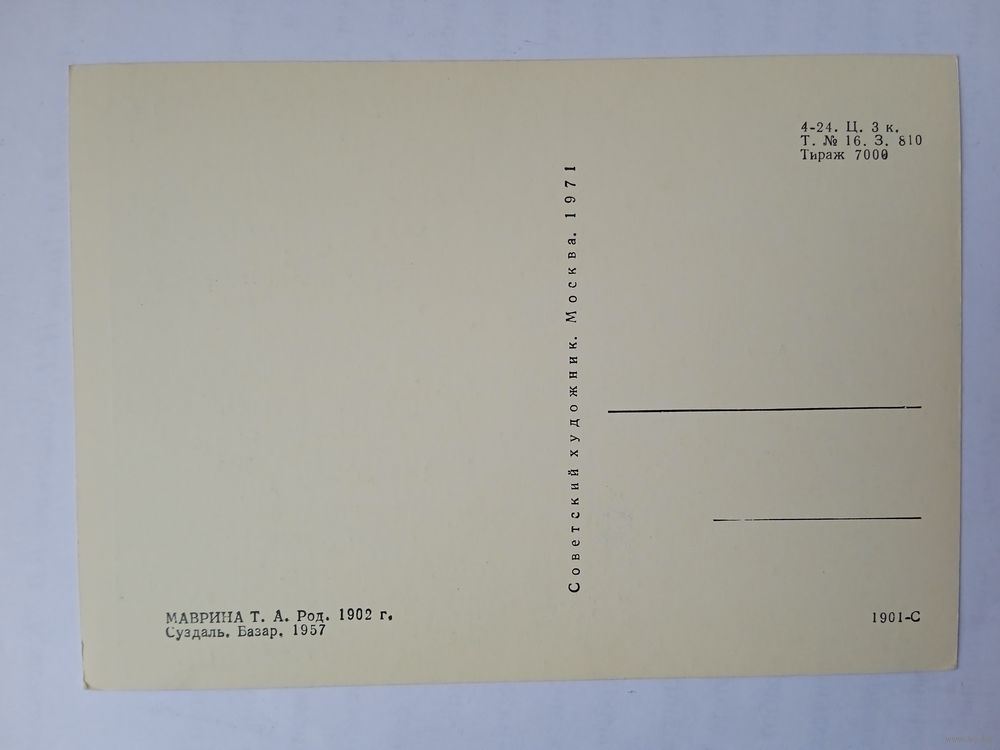 4-24. Ц. 3 к.
Т. № 16. З. 810
Тираж 7000
Советский художник. Москва. 1971
МАВРИНА Т. А. Род. 1902 г.
Суздаль. Базар. 1957
1901-С